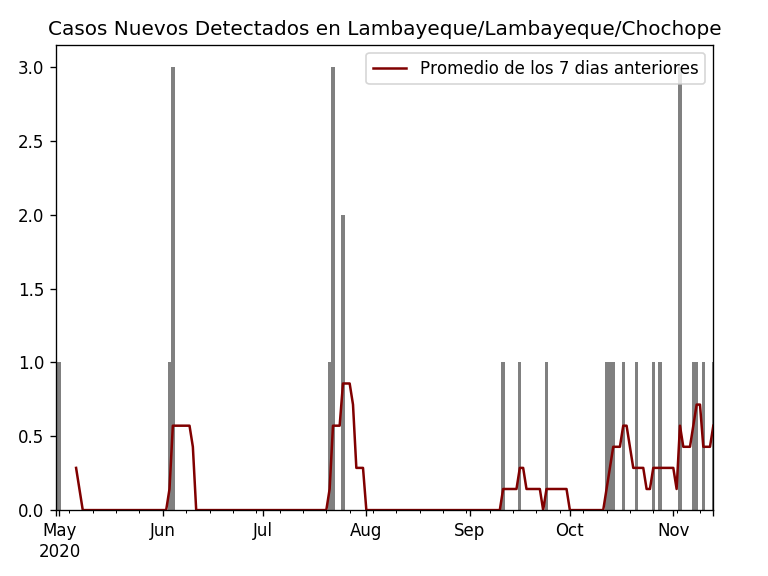 Casos Nuevos Detectados en Lambayeque/Lambayeque/Chochope
Promedio de los 7 dias anteriores
3.0
2.5
2.0
1.5
1.0
0.5
0.0
May Jun Jul Aug Sep Oct Nov
2020